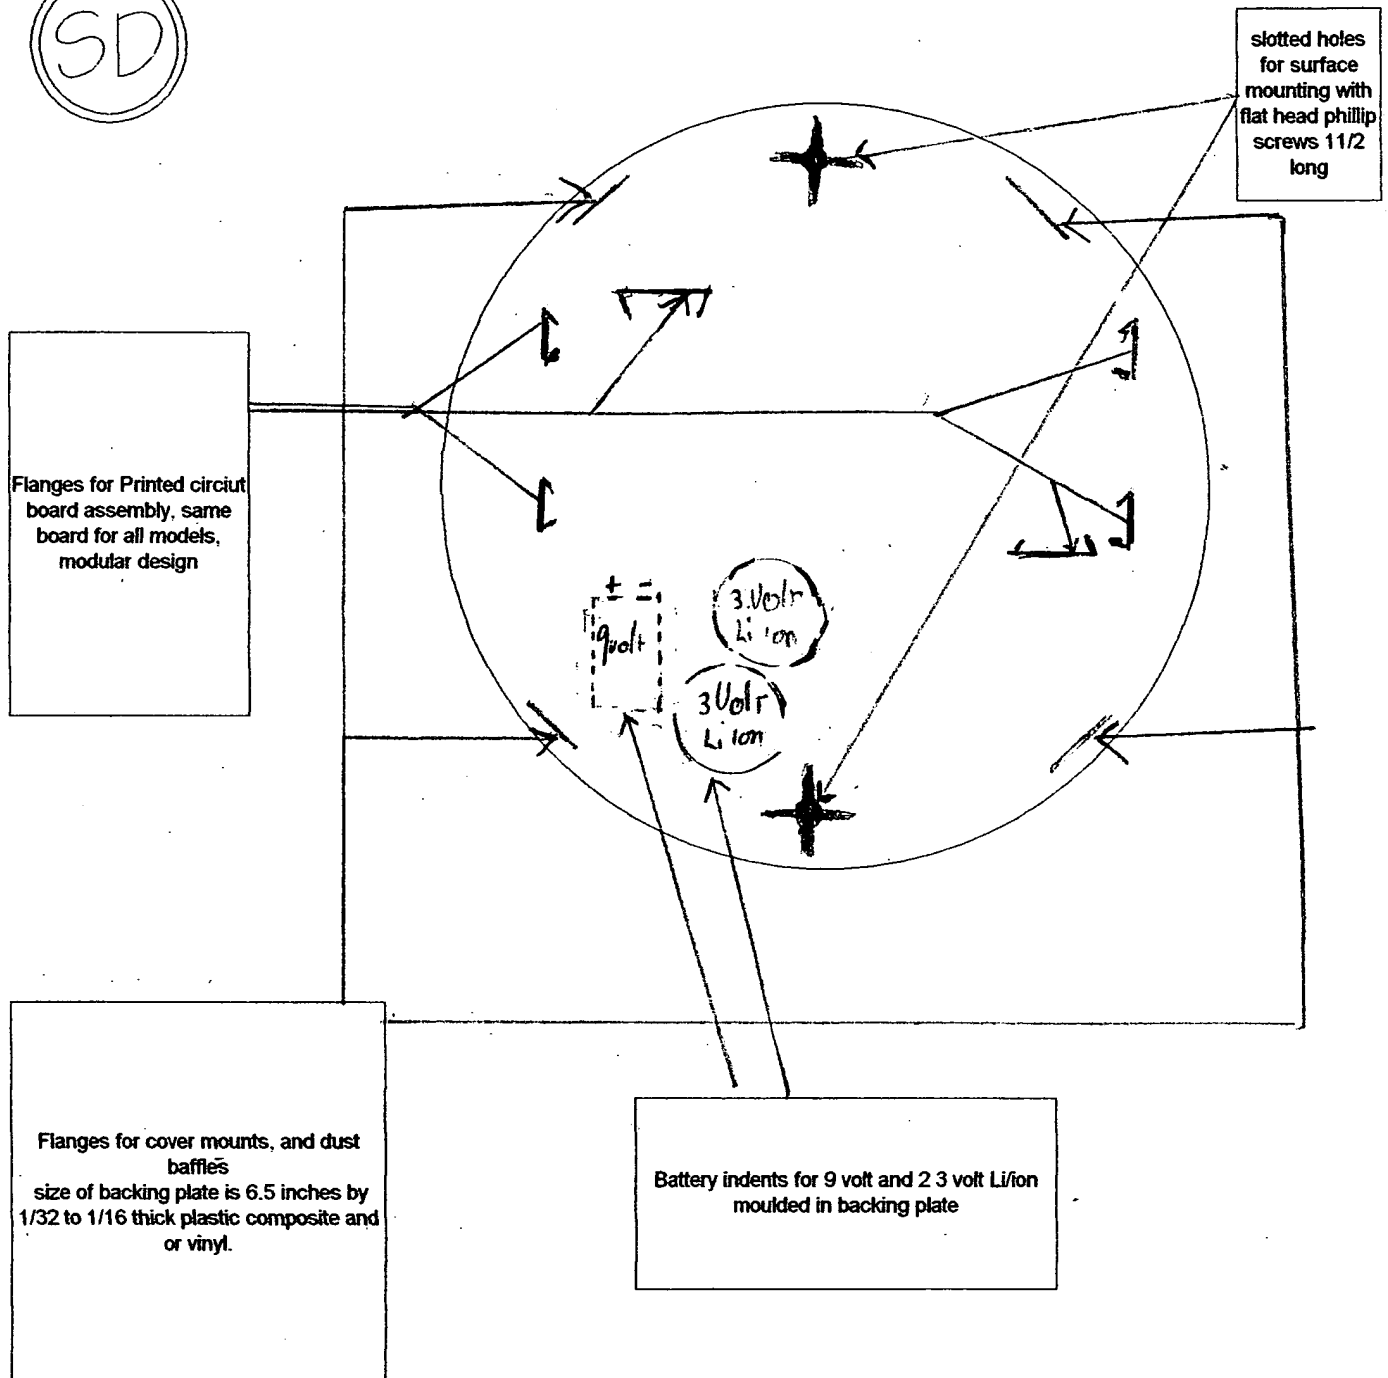 SD
slotted holes
for surface
mounting with
flat head phillip
screws 11/2
long
Flanges for Printed circiut
board assembly, same
board for all models,
modular design
+ -
9volt
3.Volt
Li ion
3Volt
Li ion
Flanges for cover mounts, and dust
baffles
size of backing plate is 6.5 inches by
1/32 to 1/16 thick plastic composite and
or vinyl.
Battery indents for 9 volt and 2 3 volt Li/ion
moulded in backing plate